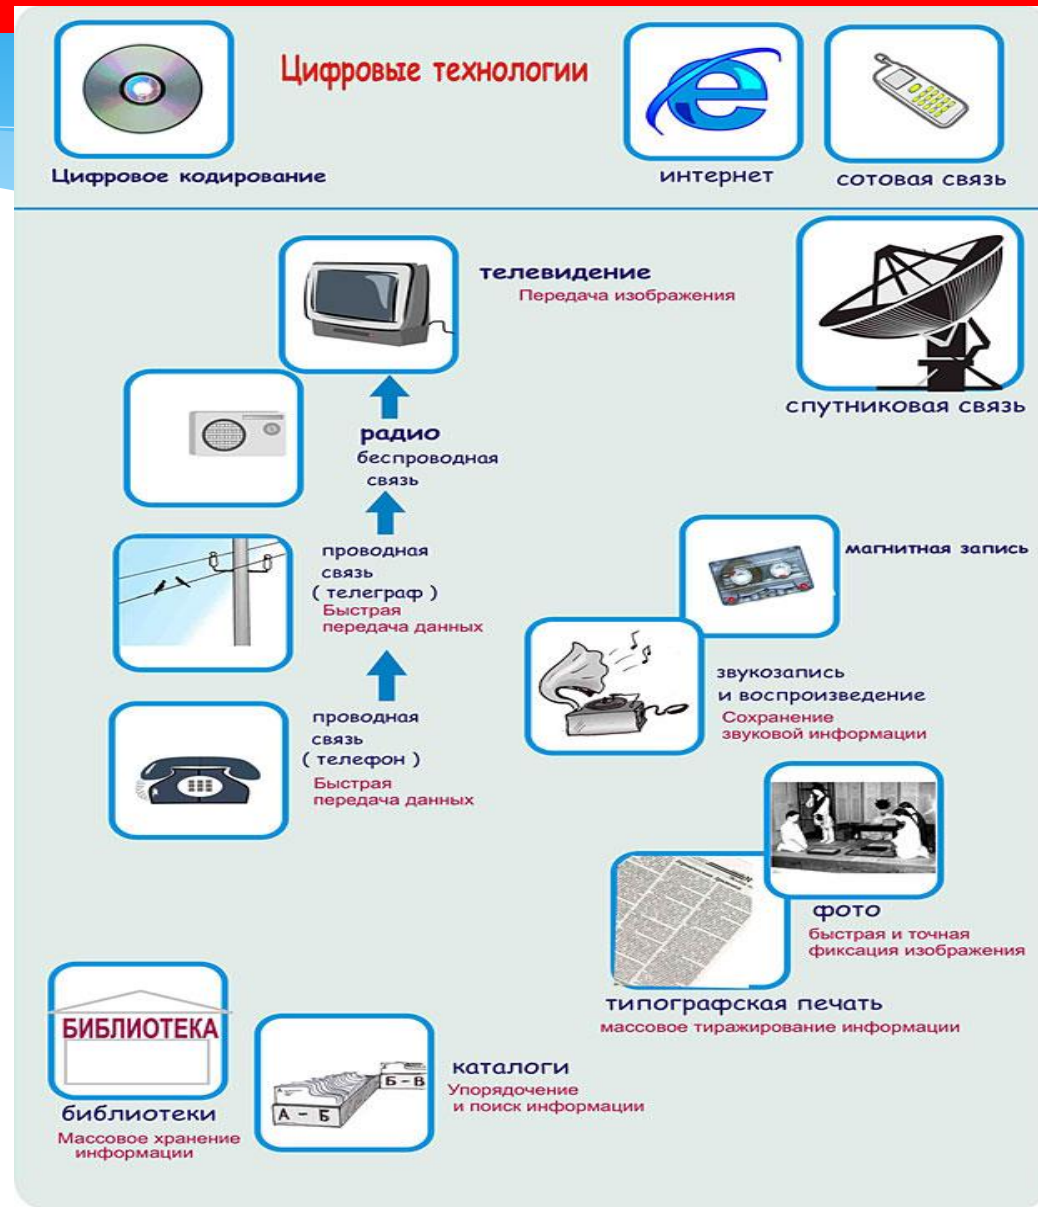 Цифровые технологии
Цифровое кодирование
интернет
сотовая связь
телевидение
Передача изображения
спутниковая связь
радио
беспроводная
связь
проводная
связь
( телеграф )
Быстрая
передача данных
магнитная запись
звукозапись
и воспроизведение
Сохранение
звуковой информации
проводная
связь
( телефон )
Быстрая
передача данных
фото
быстрая и точная
фиксация изображения
типографская печать
массовое тиражирование информации
БИБЛИОТЕКА
библиотеки
Массовое хранение
информации
Б - В
А - Б
каталоги
Упорядочение
и поиск информации